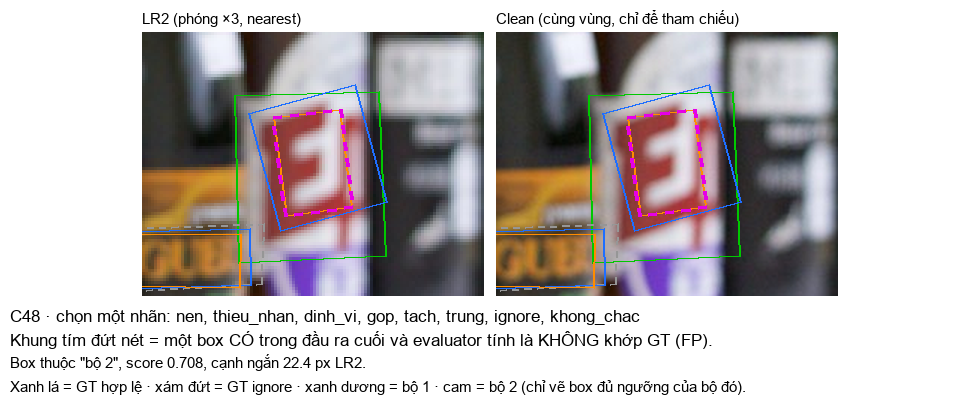 LR2 (phóng ×3, nearest)
Clean (cùng vùng, chỉ để tham chiếu)
GUB
GUB
C48 · chọn một nhãn: nen, thieu_nhan, dinh_vi, gop, tach, trung, ignore, khong_chac
Khung tím đứt nét = một box CÓ trong đầu ra cuối và evaluator tính là KHÔNG khớp GT (FP).
Box thuộc "bộ 2", score 0.708, cạnh ngắn 22.4 px LR2.
Xanh lá = GT hợp lệ · xám đứt = GT ignore · xanh dương = bộ 1 · cam = bộ 2 (chỉ vẽ box đủ ngưỡng của bộ đó).